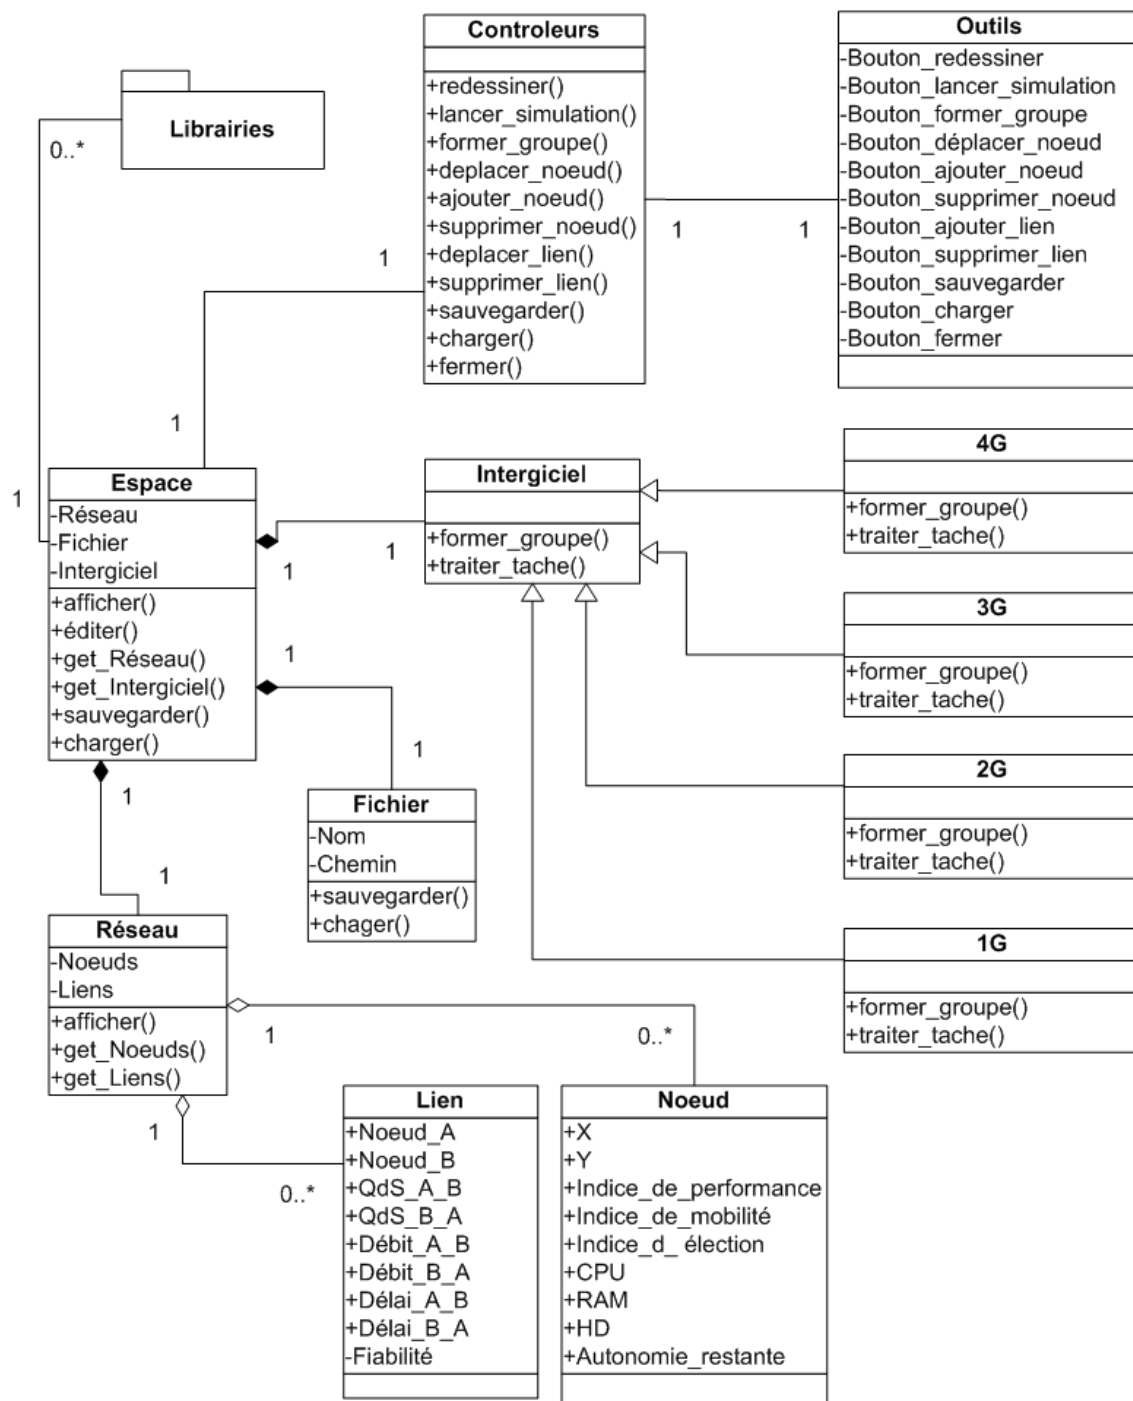 Controleurs
+redessiner()
+lancer_simulation()
+former_groupe()
+deplacer_noeud()
+ajouter_noeud()
+supprimer_noeud()
+deplacer_lien()
+supprimer_lien()
+sauvegarder()
+charger()
+fermer()
Outils
-Bouton_redessiner
-Bouton_lancer_simulation
-Bouton_former_groupe
-Bouton_déplacer_noeud
-Bouton_ajouter_noeud
-Bouton_supprimer_noeud
-Bouton_ajouter_lien
-Bouton_supprimer_lien
-Bouton_sauvegarder
-Bouton_charger
-Bouton_fermer
Librairies
0..*
1
1
1
1
1
Espace
-Réseau
-Fichier
-Intergiciel
+afficher()
+éditer()
+get_Réseau()
+get_Intergiciel()
+sauvegarder()
+charger()
1
1
1
1
1
1
Intergiciel
+former_groupe()
+traiter_tache()
4G
+former_groupe()
+traiter_tache()
3G
+former_groupe()
+traiter_tache()
2G
+former_groupe()
+traiter_tache()
1G
+former_groupe()
+traiter_tache()
Fichier
-Nom
-Chemin
+sauvegarder()
+chager()
Réseau
-Noeuds
-Liens
+afficher()
+get_Noeuds()
+get_Liens()
1
0..*
1
0..*
Lien
+Noeud_A
+Noeud_B
+QdS_A_B
+QdS_B_A
+Débit_A_B
+Débit_B_A
+Délai_A_B
+Délai_B_A
-Fiabilité
Noeud
+X
+Y
+Indice_de_performance
+Indice_de_mobilité
+Indice_d_ élection
+CPU
+RAM
+HD
+Autonomie_restante